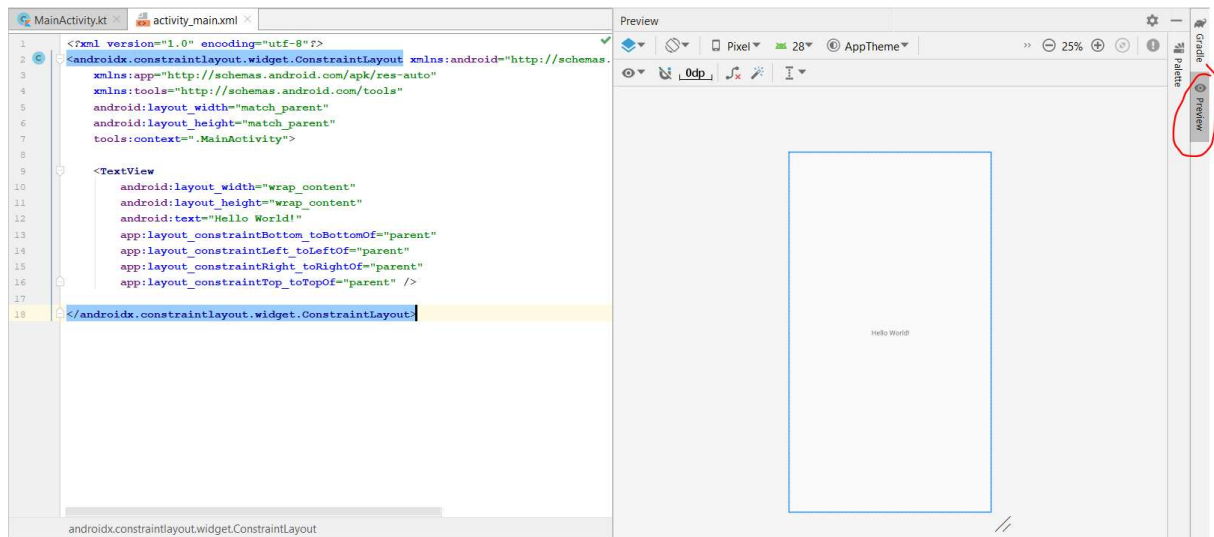 MainActivity.kt
activity_main.xml
1 <?xml version="1.0" encoding="utf-8"?>
2 <androidx.constraintlayout.widget.ConstraintLayout xmlns:android="http://schemas.
3 xmlns:app="http://schemas.android.com/apk/res-auto"
4 xmlns:tools="http://schemas.android.com/tools"
5 android:layout_width="match_parent"
6 android:layout_height="match_parent"
7 tools:context=".MainActivity">
8
9 <TextView
10 android:layout_width="wrap_content"
11 android:layout_height="wrap_content"
12 android:text="Hello World!"
13 app:layout_constraintBottom_toBottomOf="parent"
14 app:layout_constraintLeft_toLeftOf="parent"
15 app:layout_constraintRight_toRightOf="parent"
16 app:layout_constraintTop_toTopOf="parent" />
17
18 </androidx.constraintlayout.widget.ConstraintLayout>
androidx.constraintlayout.widget.ConstraintLayout
Preview
Pixel 28 AppTheme » 25%
0dp
Hello World!
Palette
Gradle
Preview